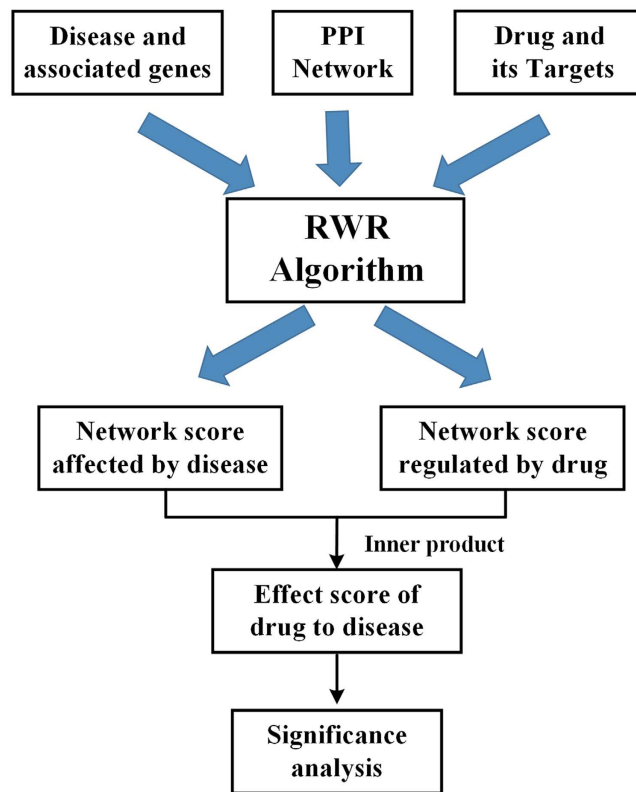 Disease and
associated genes
PPI
Network
Drug and
its Targets
RWR
Algorithm
Network score
affected by disease
Network score
regulated by drug
Inner product
Effect score of
drug to disease
Significance
analysis